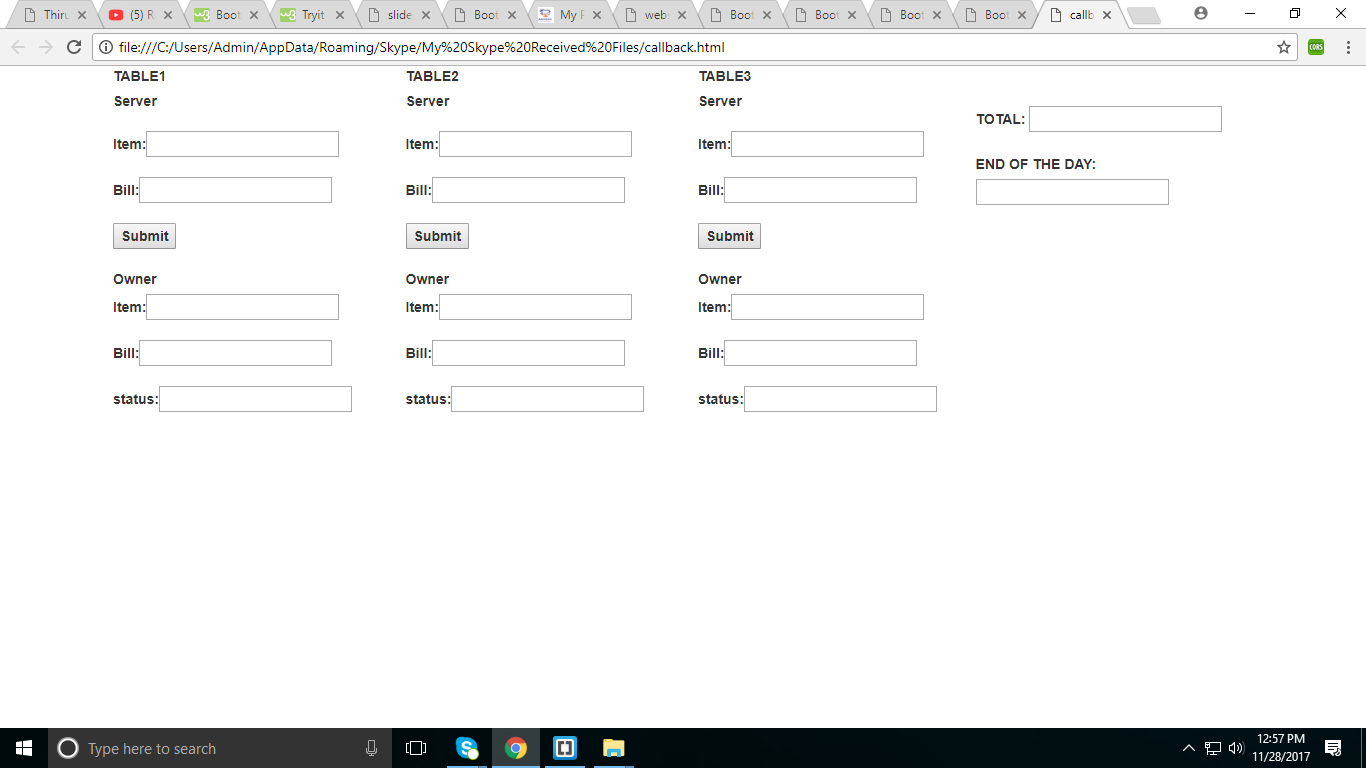 Thiru (5) R Boot Tryit slide Boot My F web: Boot Boot Boot Boot callb
file:///C:/Users/Admin/AppData/Roaming/Skype/My%20Skype%20Received%20Files/callback.html CORS
TABLE1 TABLE2 TABLE3
Server Server Server
TOTAL:
Item: Item: Item:
END OF THE DAY:
Bill: Bill: Bill:
Submit Submit Submit
Owner Owner Owner
Item: Item: Item:
Bill: Bill: Bill:
status: status: status:
Type here to search
12:57 PM
11/28/2017